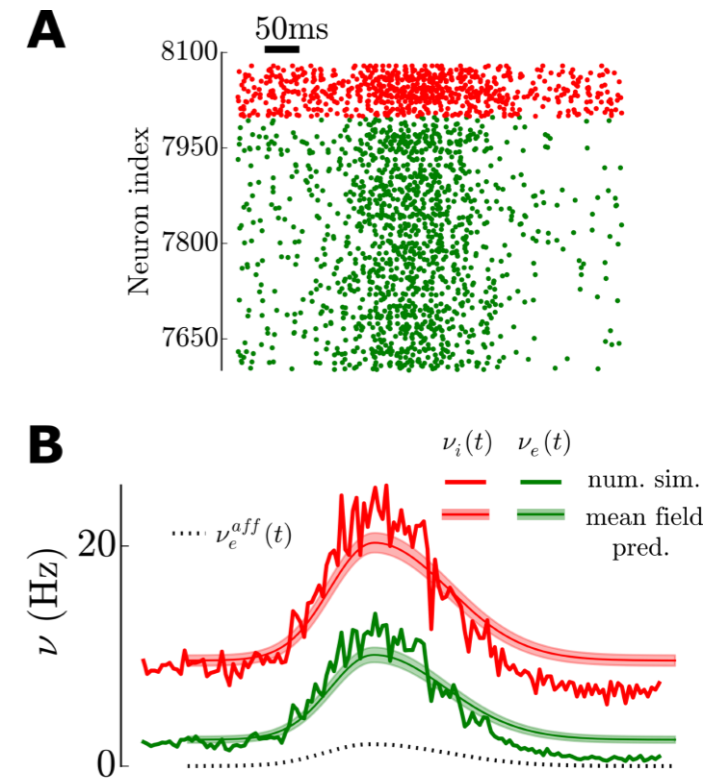 A
50ms
8100
7950
7800
7650
Neuron index
B
νᵢ(t) νₑ(t)
num. sim.
mean field
pred.
νₑᵃᶠᶠ(t)
20
0
ν (Hz)